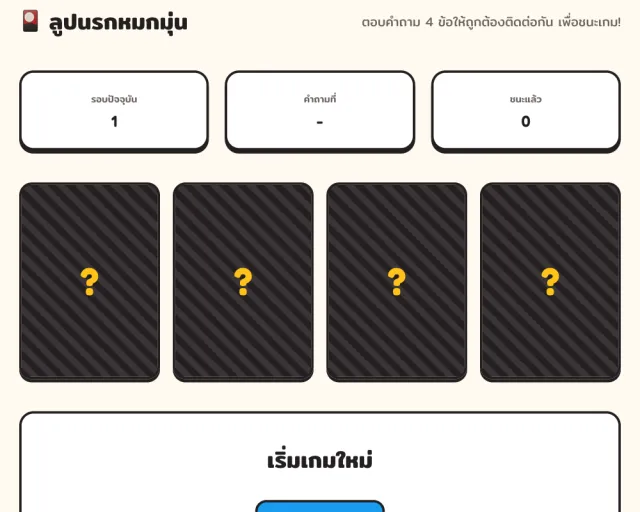 ลูปนรกหมกมุ่น
ตอบคำถาม 4 ข้อให้ถูกต้องติดต่อกัน เพื่อชนะเกม!
รอบปัจจุบัน
1
คำถามที่
-
ชนะแล้ว
0
? ? ? ?
เริ่มเกมใหม่